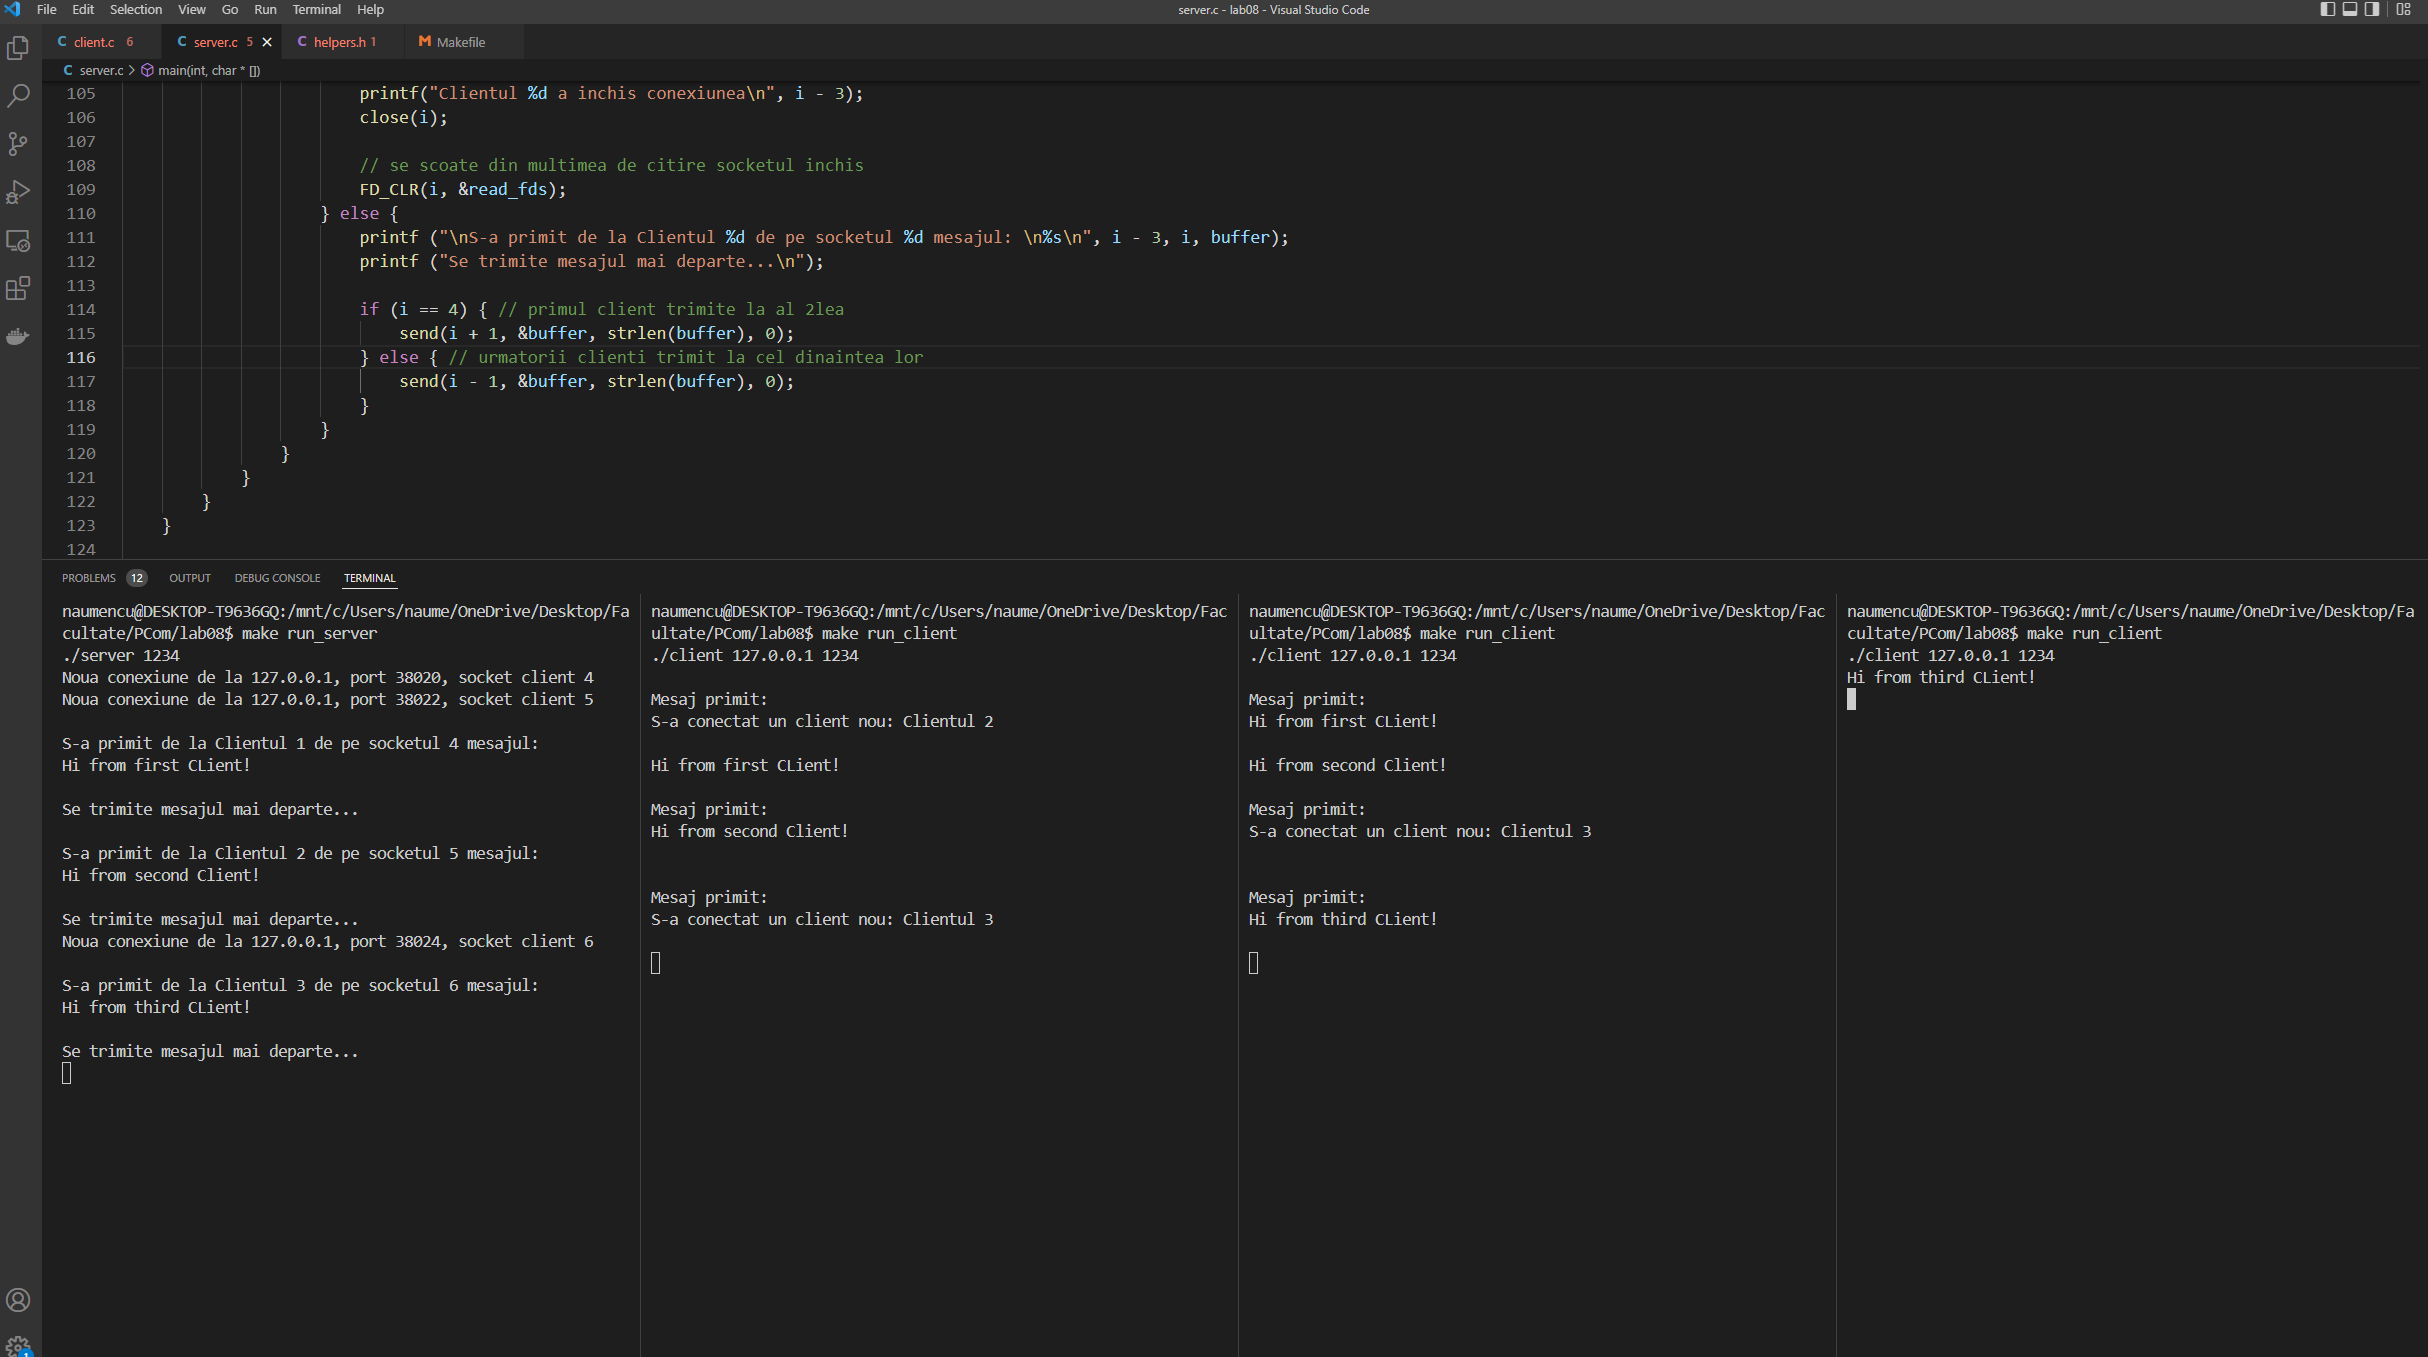 File Edit Selection View Go Run Terminal Help
server.c - lab08 - Visual Studio Code
C client.c 6
C server.c 5
C helpers.h 1
M Makefile
C server.c > main(int, char * [])
105 printf("Clientul %d a inchis conexiunea\n", i - 3);
106 close(i);
107
108 // se scoate din multimea de citire socketul inchis
109 FD_CLR(i, &read_fds);
110 } else {
111 printf ("\nS-a primit de la Clientul %d de pe socketul %d mesajul: \n%s\n", i - 3, i, buffer);
112 printf ("Se trimite mesajul mai departe...\n");
113
114 if (i == 4) { // primul client trimite la al 2lea
115 send(i + 1, &buffer, strlen(buffer), 0);
116 } else { // urmatorii clienti trimit la cel dinaintea lor
117 send(i - 1, &buffer, strlen(buffer), 0);
118 }
119 }
120 }
121 }
122 }
123 }
124
PROBLEMS 12 OUTPUT DEBUG CONSOLE TERMINAL
naumencu@DESKTOP-T9636GQ:/mnt/c/Users/naume/OneDrive/Desktop/Fa
cultate/PCom/lab08$ make run_server
./server 1234
Noua conexiune de la 127.0.0.1, port 38020, socket client 4
Noua conexiune de la 127.0.0.1, port 38022, socket client 5
S-a primit de la Clientul 1 de pe socketul 4 mesajul:
Hi from first CLient!
Se trimite mesajul mai departe...
S-a primit de la Clientul 2 de pe socketul 5 mesajul:
Hi from second Client!
Se trimite mesajul mai departe...
Noua conexiune de la 127.0.0.1, port 38024, socket client 6
S-a primit de la Clientul 3 de pe socketul 6 mesajul:
Hi from third CLient!
Se trimite mesajul mai departe...
naumencu@DESKTOP-T9636GQ:/mnt/c/Users/naume/OneDrive/Desktop/Fac
ultate/PCom/lab08$ make run_client
./client 127.0.0.1 1234
Mesaj primit:
S-a conectat un client nou: Clientul 2
Hi from first CLient!
Mesaj primit:
Hi from second Client!
Mesaj primit:
S-a conectat un client nou: Clientul 3
naumencu@DESKTOP-T9636GQ:/mnt/c/Users/naume/OneDrive/Desktop/Fac
ultate/PCom/lab08$ make run_client
./client 127.0.0.1 1234
Mesaj primit:
Hi from first CLient!
Hi from second Client!
Mesaj primit:
S-a conectat un client nou: Clientul 3
Mesaj primit:
Hi from third CLient!
naumencu@DESKTOP-T9636GQ:/mnt/c/Users/naume/OneDrive/Desktop/Fa
cultate/PCom/lab08$ make run_client
./client 127.0.0.1 1234
Hi from third CLient!